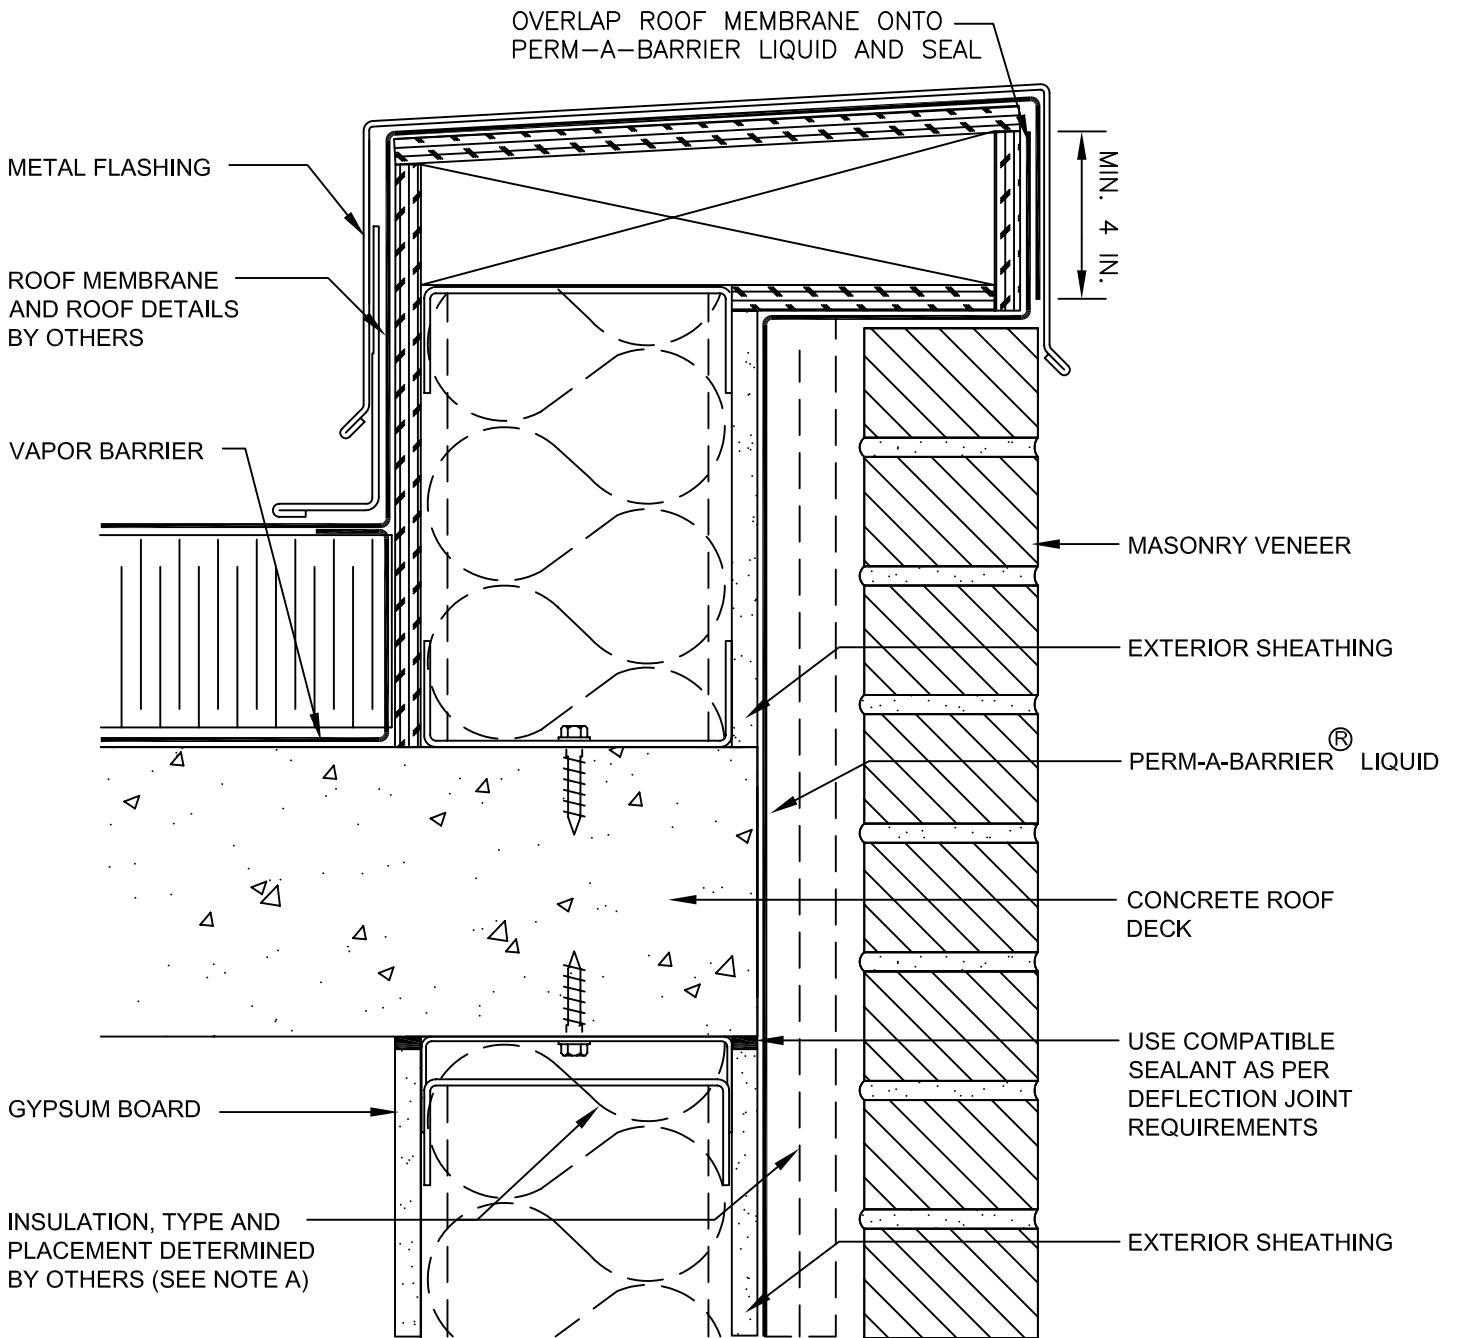 OVERLAP ROOF MEMBRANE ONTO
PERM-A-BARRIER LIQUID AND SEAL
METAL FLASHING
MIN. 4 IN.
ROOF MEMBRANE
AND ROOF DETAILS
BY OTHERS
VAPOR BARRIER
MASONRY VENEER
EXTERIOR SHEATHING
PERM-A-BARRIER® LIQUID
CONCRETE ROOF
DECK
USE COMPATIBLE
SEALANT AS PER
DEFLECTION JOINT
REQUIREMENTS
GYPSUM BOARD
INSULATION, TYPE AND
PLACEMENT DETERMINED
BY OTHERS (SEE NOTE A)
EXTERIOR SHEATHING